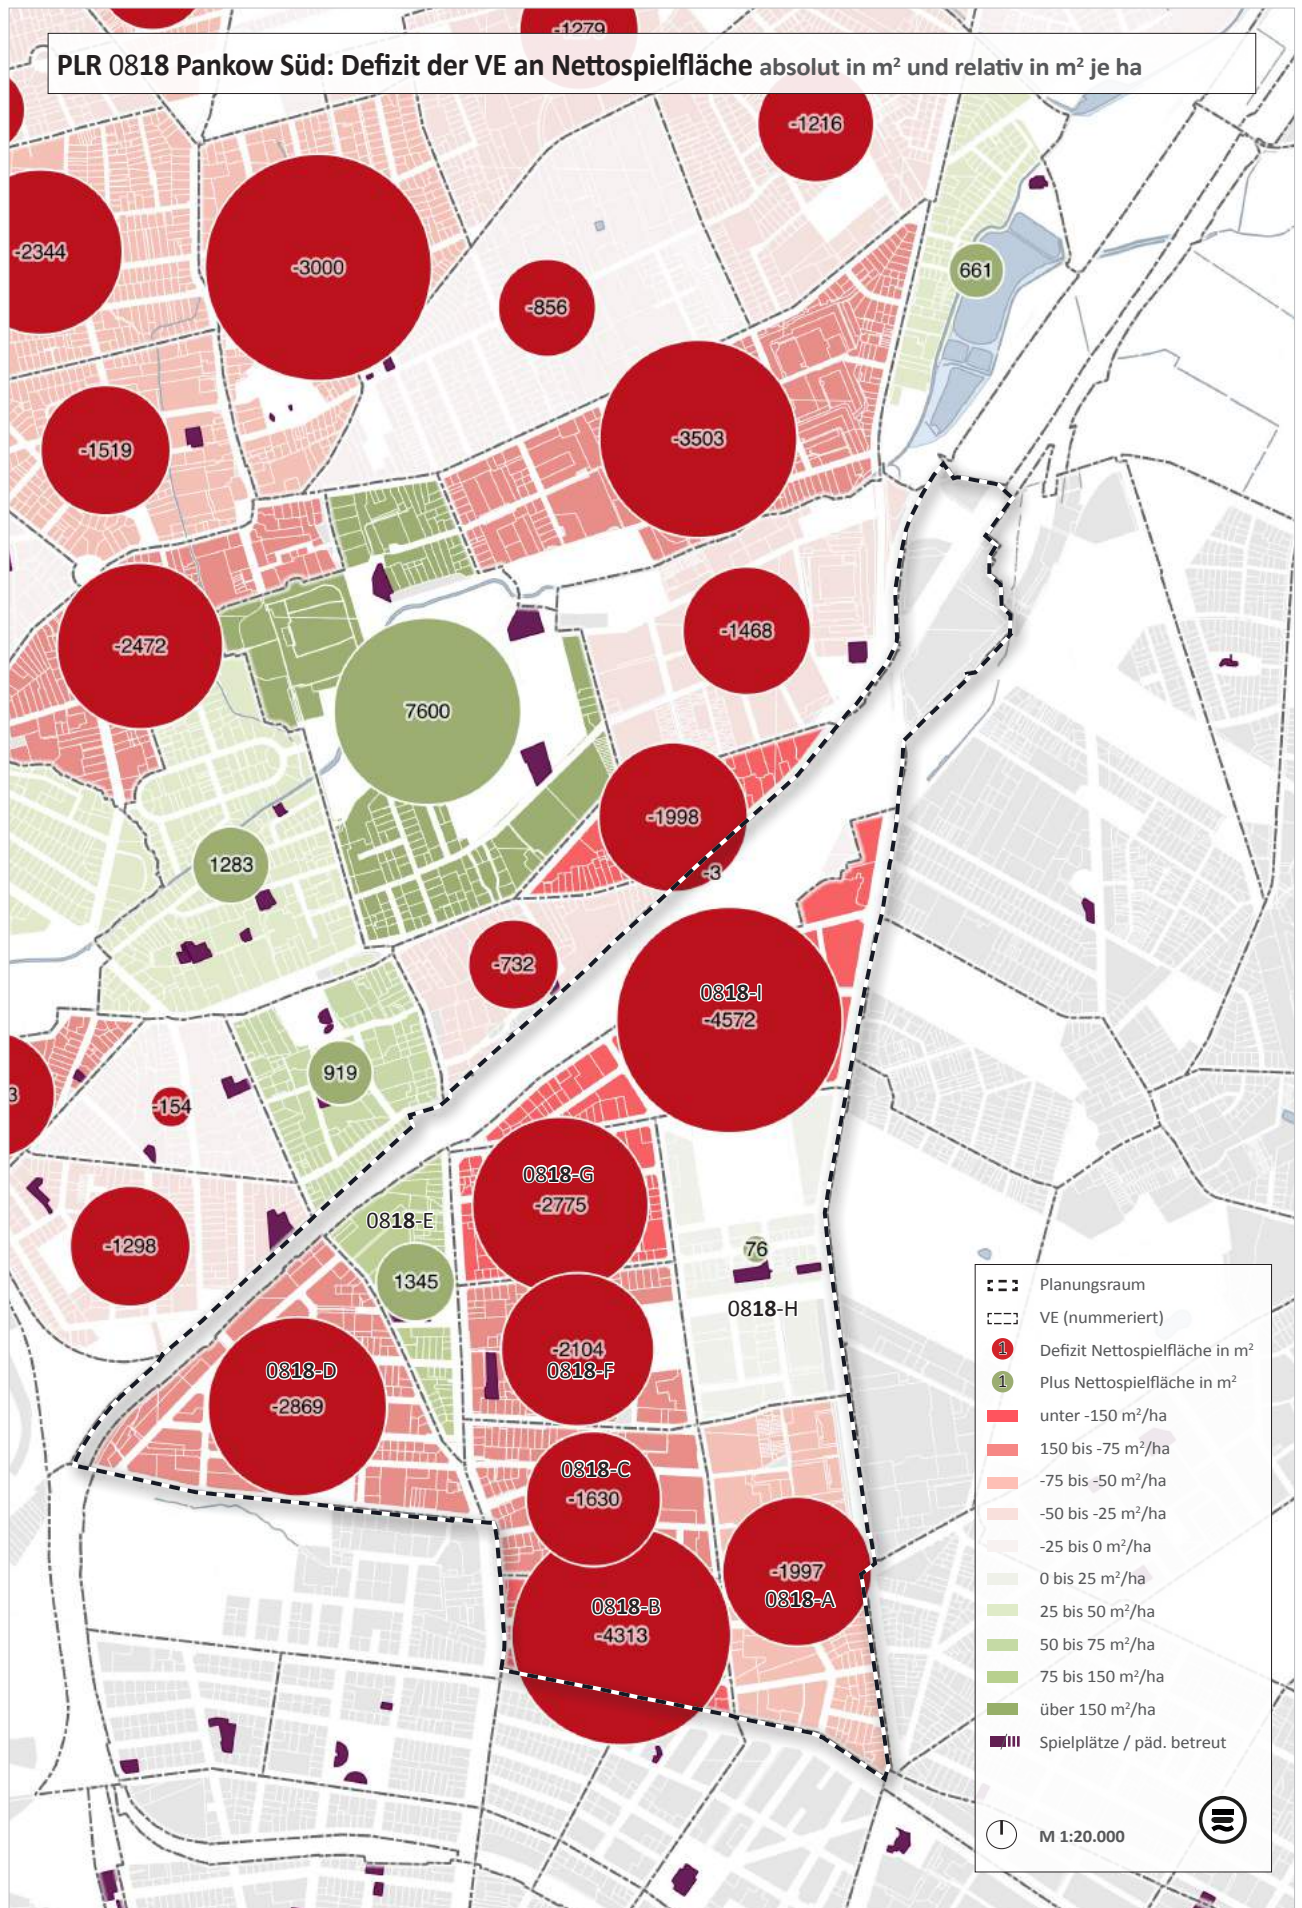 -1279
PLR 0818 Pankow Süd: Defizit der VE an Nettospielfläche absolut in m² und relativ in m² je ha
-1216
-2344
-3000
661
-856
-3503
-1519
-1468
-2472
7600
-1998
1283
-3
-732
0818-I
-4572
919
3
-154
0818-G
-2775
0818-E
-1298
76
1345
0818-H
-2104
0818-D
0818-F
-2869
0818-C
-1630
-1997
0818-A
0818-B
-4313
Planungsraum
VE (nummeriert)
1 Defizit Nettospielfläche in m²
1 Plus Nettospielfläche in m²
unter -150 m²/ha
150 bis -75 m²/ha
-75 bis -50 m²/ha
-50 bis -25 m²/ha
-25 bis 0 m²/ha
0 bis 25 m²/ha
25 bis 50 m²/ha
50 bis 75 m²/ha
75 bis 150 m²/ha
über 150 m²/ha
Spielplätze / päd. betreut
M 1:20.000